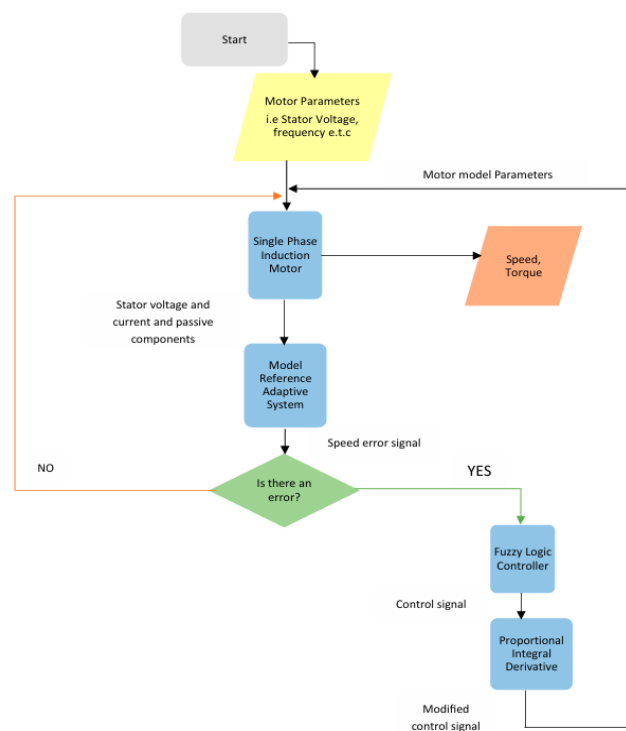 Start
Motor Parameters
i.e Stator Voltage,
frequency e.t.c
Motor model Parameters
Single Phase
Induction
Motor
Speed,
Torque
Stator voltage and
current and passive
components
Model
Reference
Adaptive
System
Speed error signal
NO
Is there an
error?
YES
Fuzzy Logic
Controller
Control signal
Proportional
Integral
Derivative
Modified
control signal